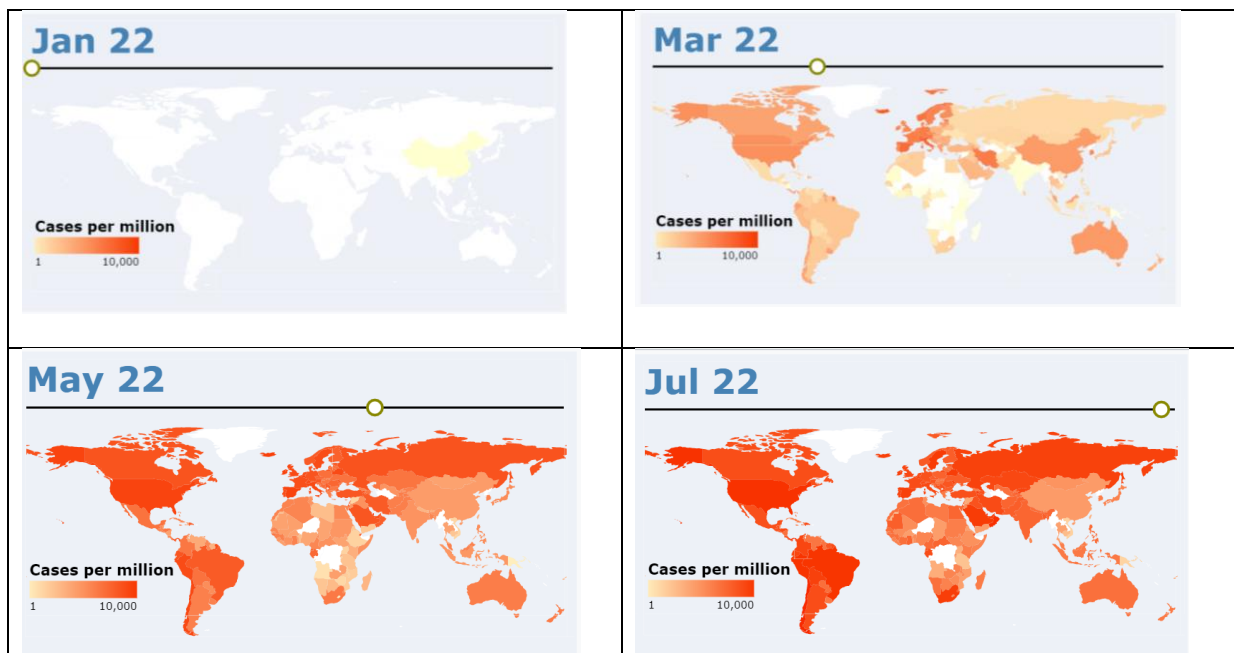 Jan 22
Cases per million
1 10,000
Mar 22
Cases per million
1 10,000
May 22
Cases per million
1 10,000
Jul 22
Cases per million
1 10,000